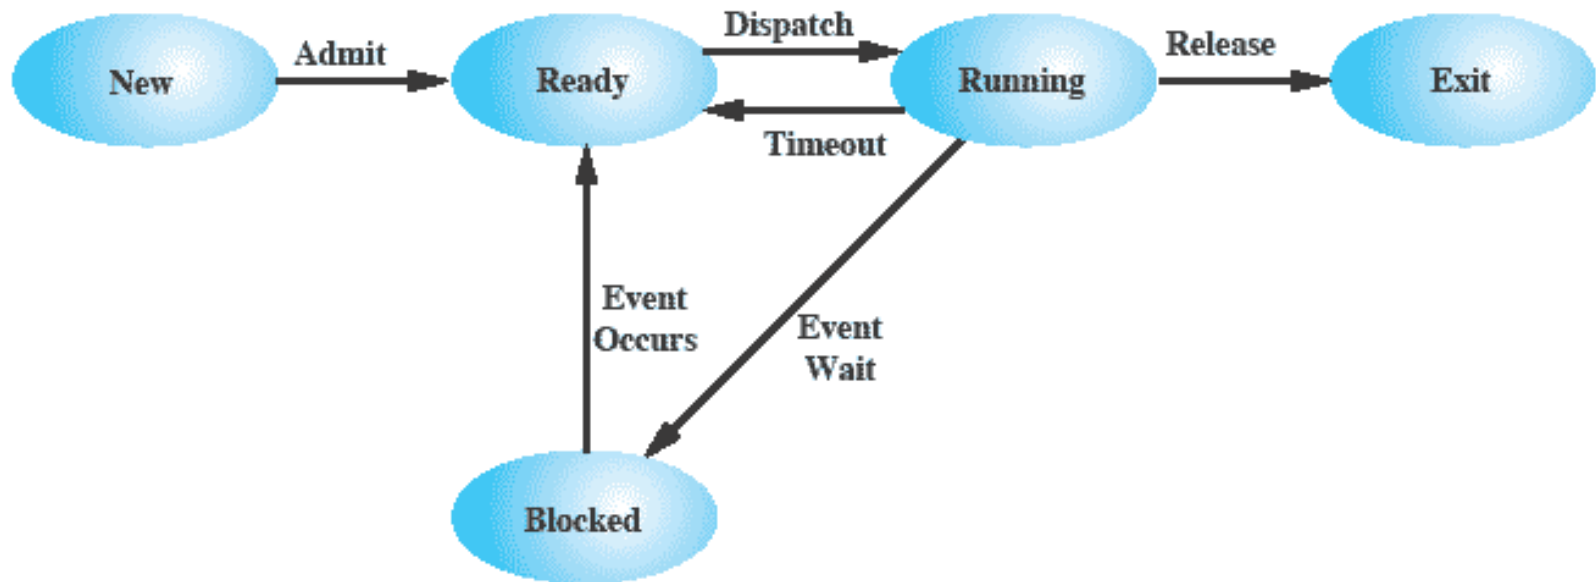 Dispatch
Admit
Release
New
Ready
Running
Exit
Timeout
Event
Occurs
Event
Wait
Blocked